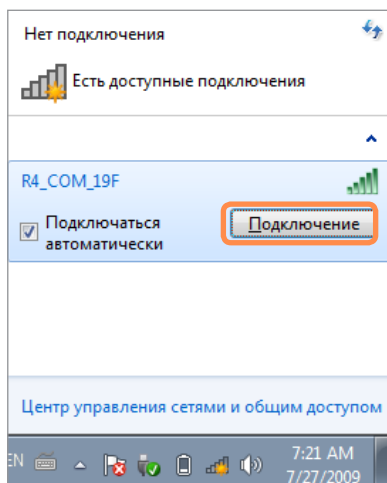 Нет подключения
Есть доступные подключения
R4_COM_19F
Подключаться
автоматически
Подключение
Центр управления сетями и общим доступом
EN
7:21 AM
7/27/2009